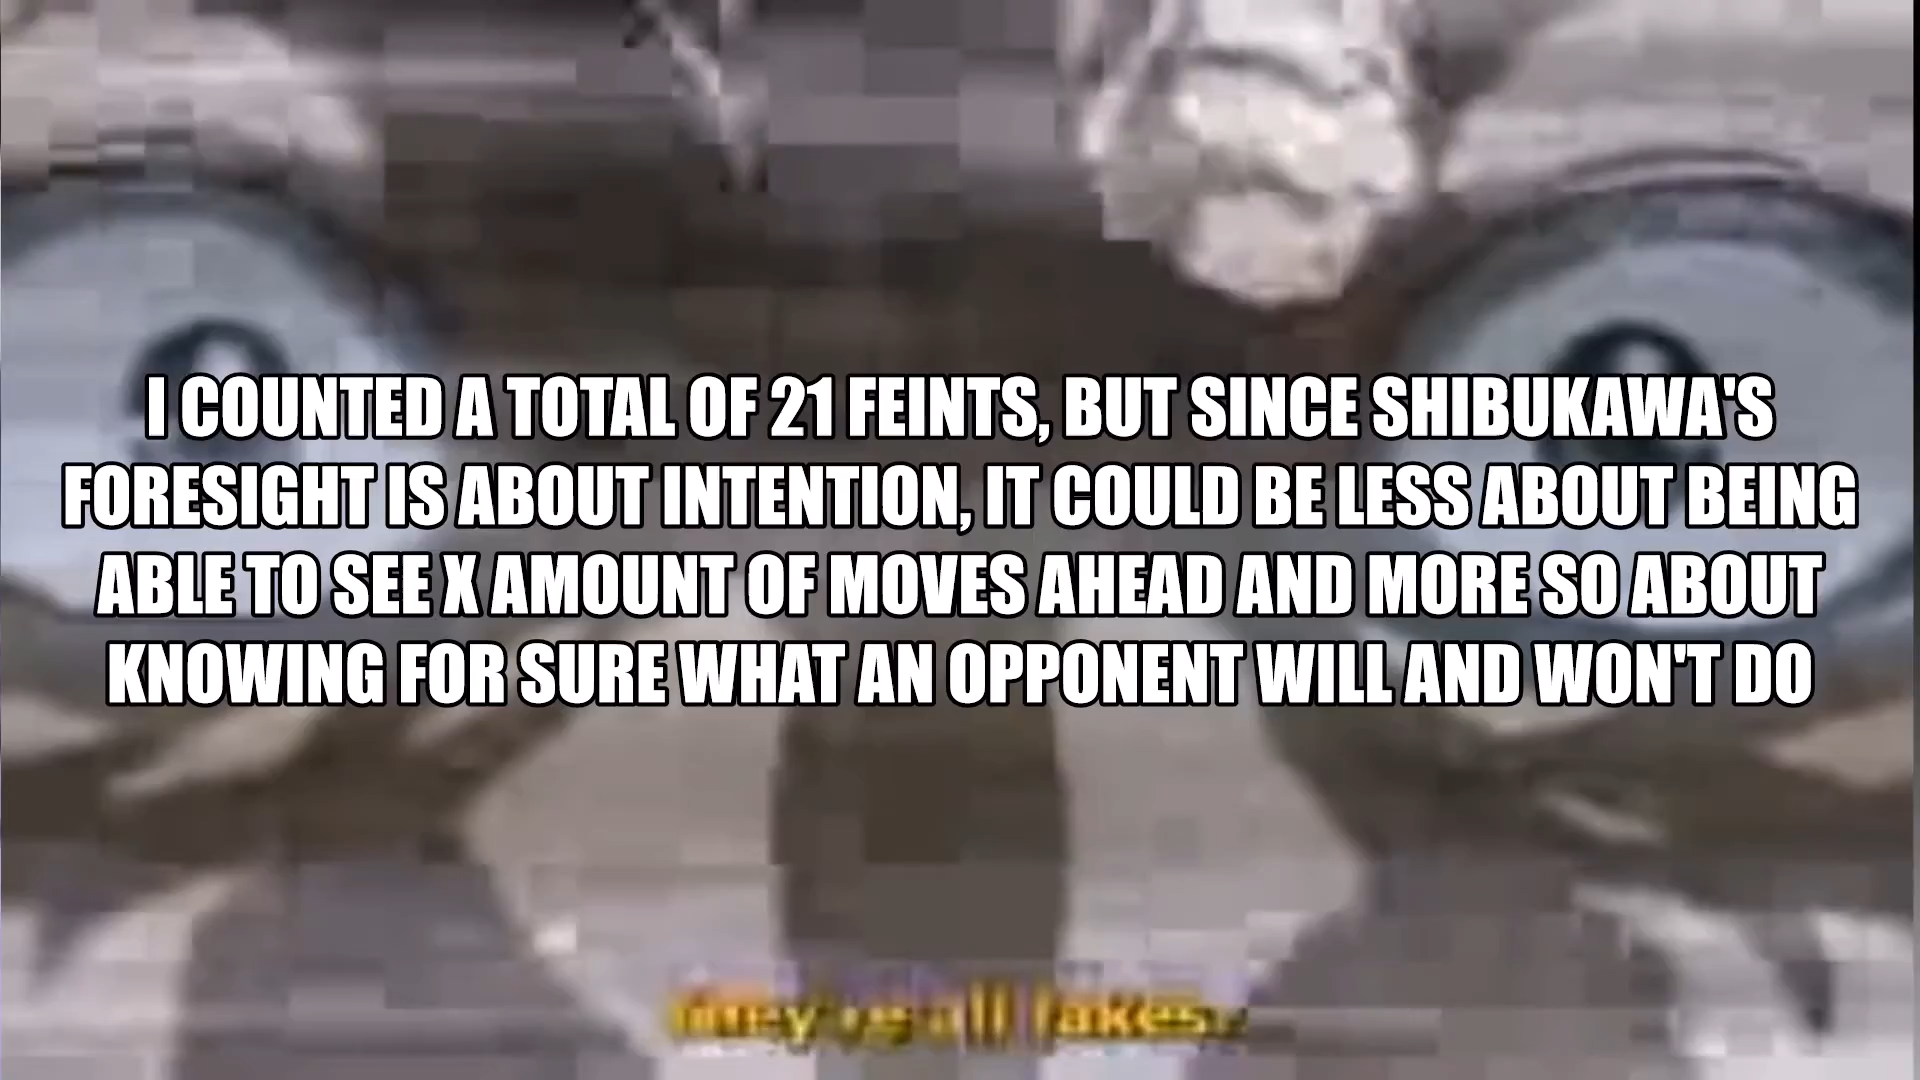 I COUNTED A TOTAL OF 21 FEINTS, BUT SINCE SHIBUKAWA'S
FORESIGHT IS ABOUT INTENTION, IT COULD BE LESS ABOUT BEING
ABLE TO SEE X AMOUNT OF MOVES AHEAD AND MORE SO ABOUT
KNOWING FOR SURE WHAT AN OPPONENT WILL AND WON'T DO
all fakes